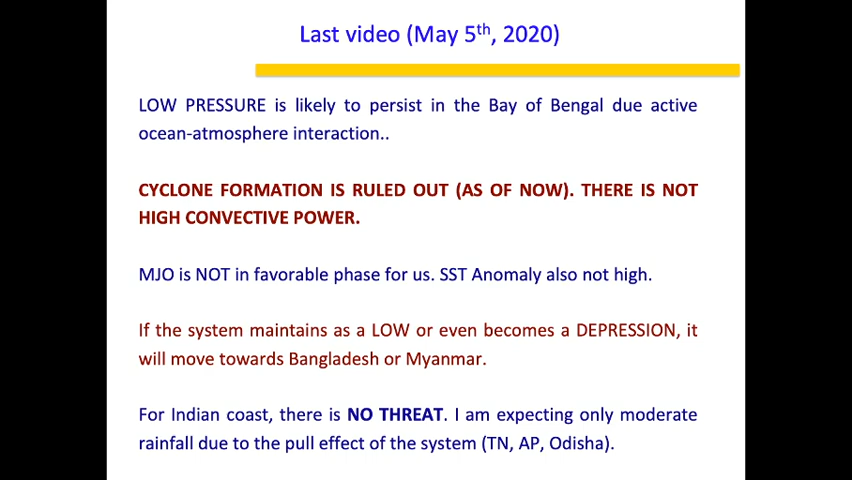 Last video (May 5th, 2020)
LOW PRESSURE is likely to persist in the Bay of Bengal due active
ocean-atmosphere interaction..
CYCLONE FORMATION IS RULED OUT (AS OF NOW). THERE IS NOT
HIGH CONVECTIVE POWER.
MJO is NOT in favorable phase for us. SST Anomaly also not high.
If the system maintains as a LOW or even becomes a DEPRESSION, it
will move towards Bangladesh or Myanmar.
For Indian coast, there is NO THREAT. I am expecting only moderate
rainfall due to the pull effect of the system (TN, AP, Odisha).